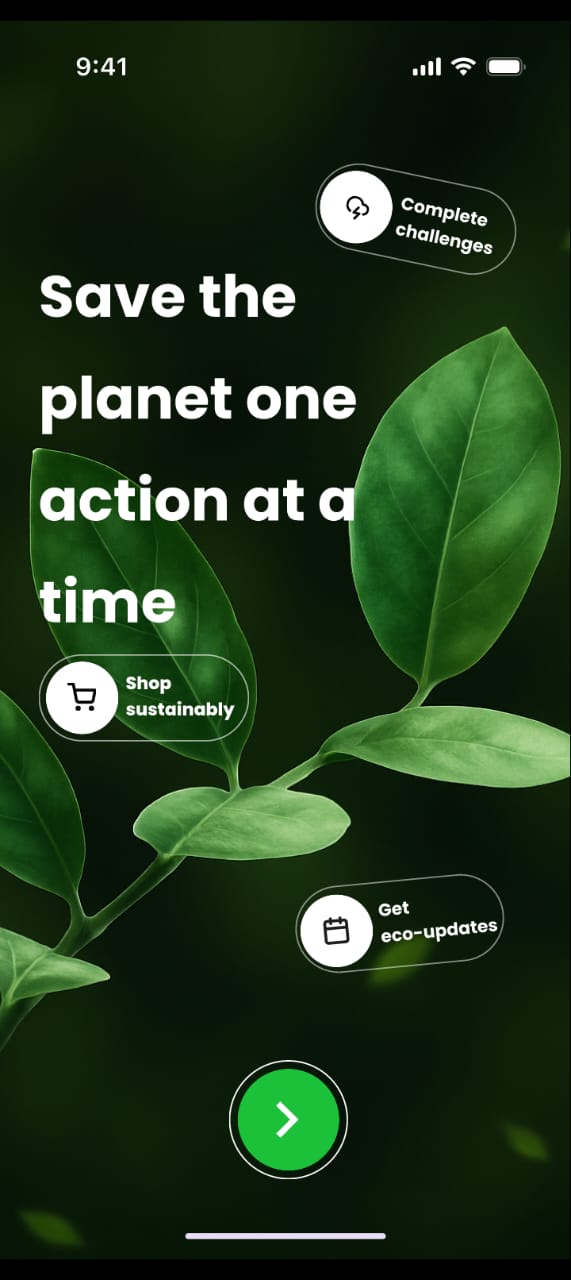 9:41
Complete
challenges
Save the
planet one
action at a
time
Shop
sustainably
Get
eco-updates